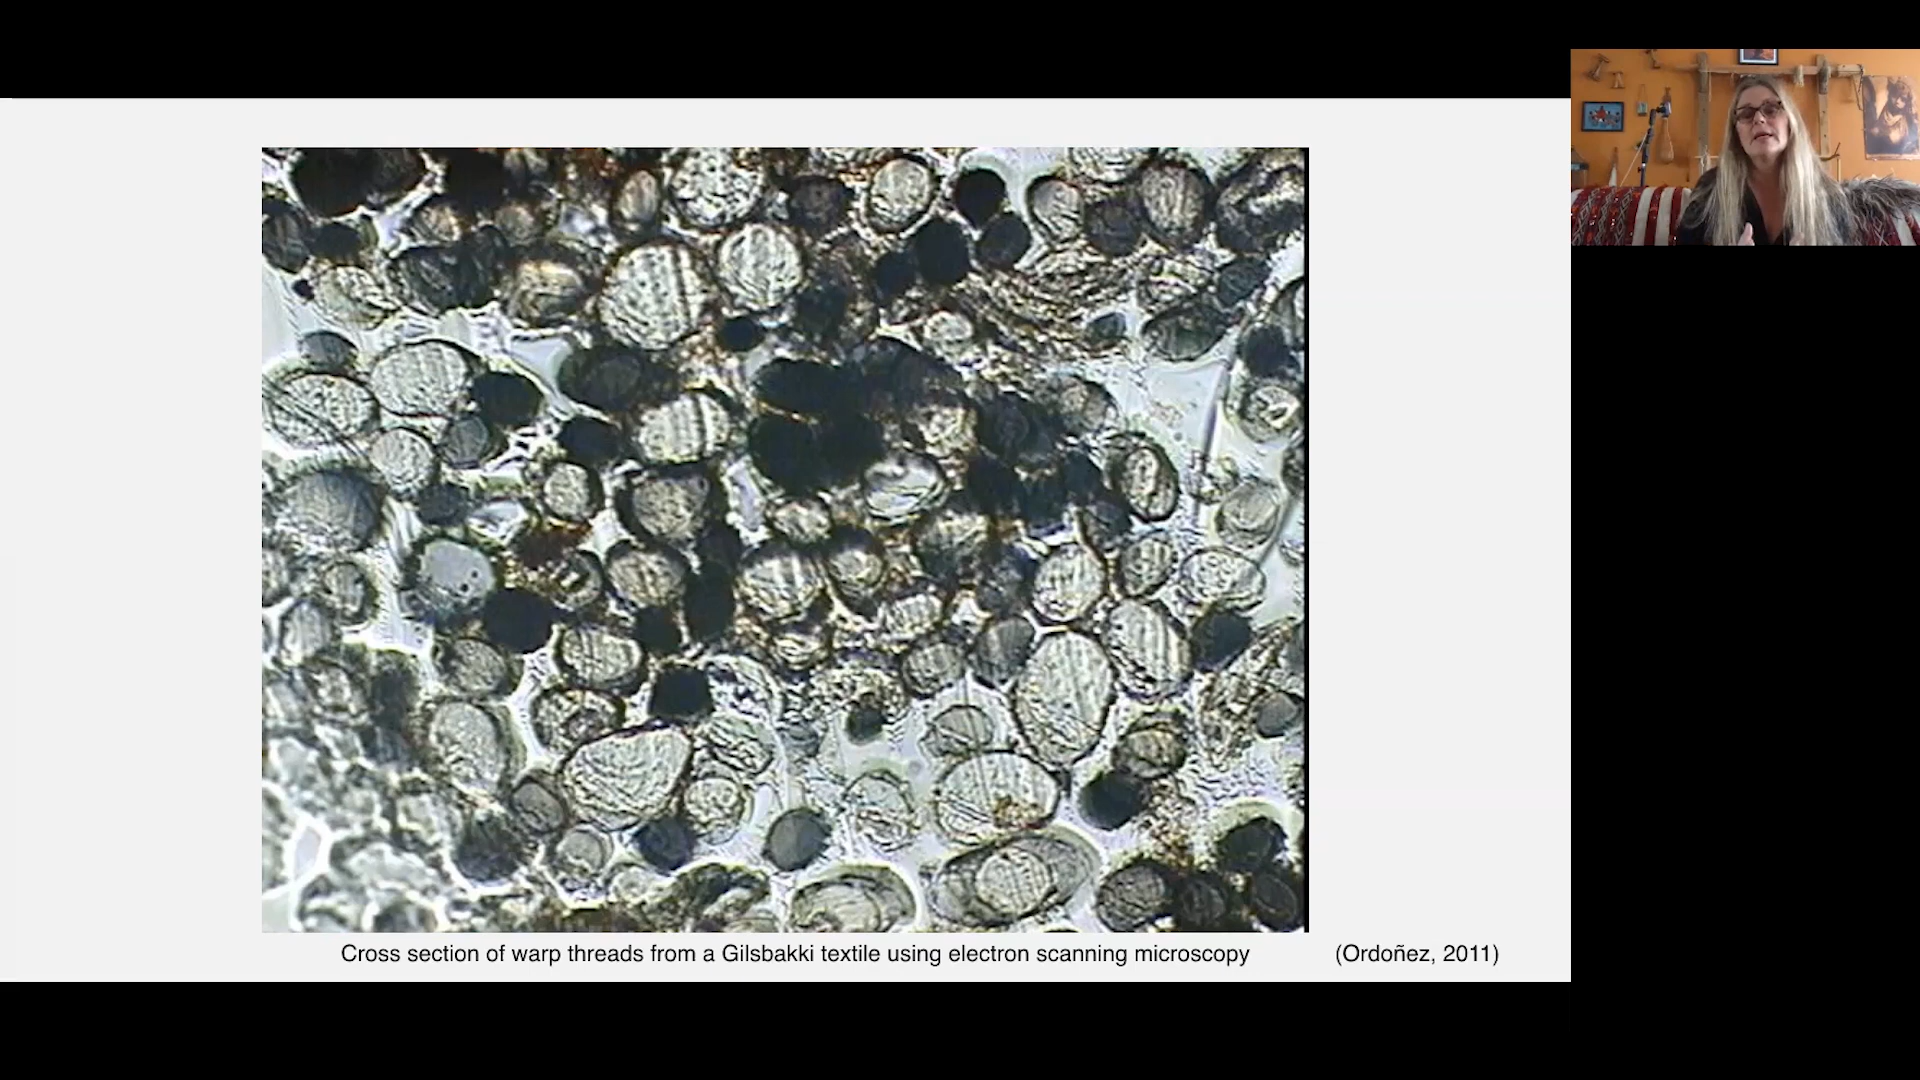 Cross section of warp threads from a Gilsbakki textile using electron scanning microscopy (Ordoñez, 2011)